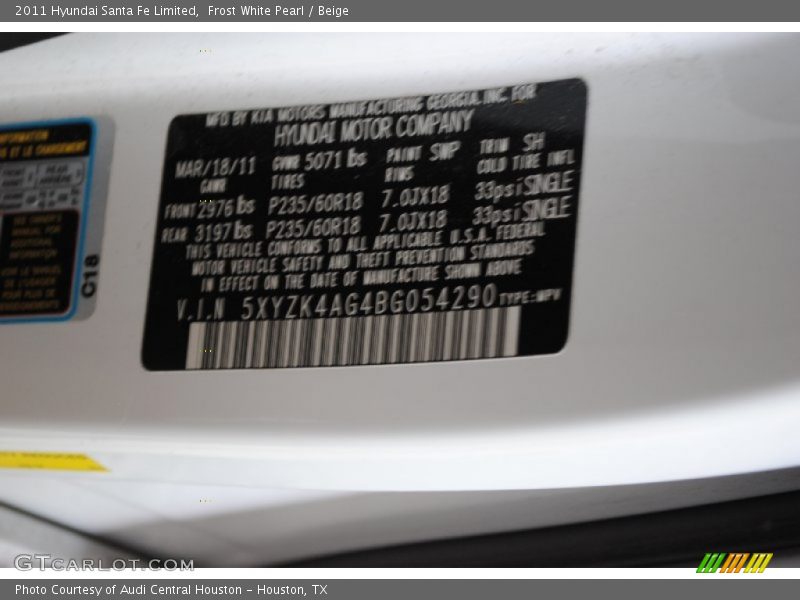 2011 Hyundai Santa Fe Limited,  Frost White Pearl / Beige
MFD BY KIA MOTORS MANUFACTURING GEORGIA, INC. FOR
HYUNDAI MOTOR COMPANY
MAR/18/11 GVWR 5071 lbs PAINT SWP TRIM SH
GAWR TIRES RIMS COLD TIRE INFL
FRONT 2976 lbs P235/60R18 7.0JX18 33psi SINGLE
REAR 3197 lbs P235/60R18 7.0JX18 33psi SINGLE
THIS VEHICLE CONFORMS TO ALL APPLICABLE U.S.A. FEDERAL
MOTOR VEHICLE SAFETY AND THEFT PREVENTION STANDARDS
IN EFFECT ON THE DATE OF MANUFACTURE SHOWN ABOVE
V.I.N 5XYZK4AG4BG054290 TYPE:MPV
C18
GTCARLOT.COM
Photo Courtesy of Audi Central Houston - Houston, TX